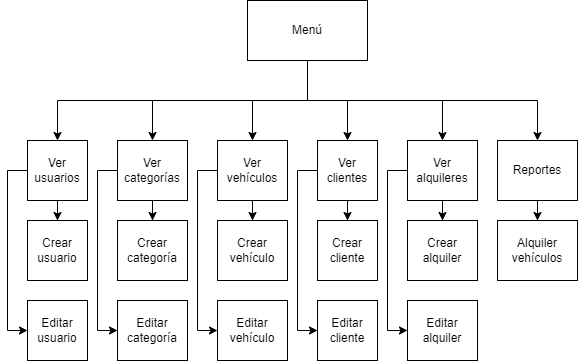 Menú
Ver
usuarios
Ver
categorías
Ver
vehículos
Ver
clientes
Ver
alquileres
Reportes
Crear
usuario
Crear
categoría
Crear
vehículo
Crear
cliente
Crear
alquiler
Alquiler
vehículos
Editar
usuario
Editar
categoría
Editar
vehículo
Editar
cliente
Editar
alquiler